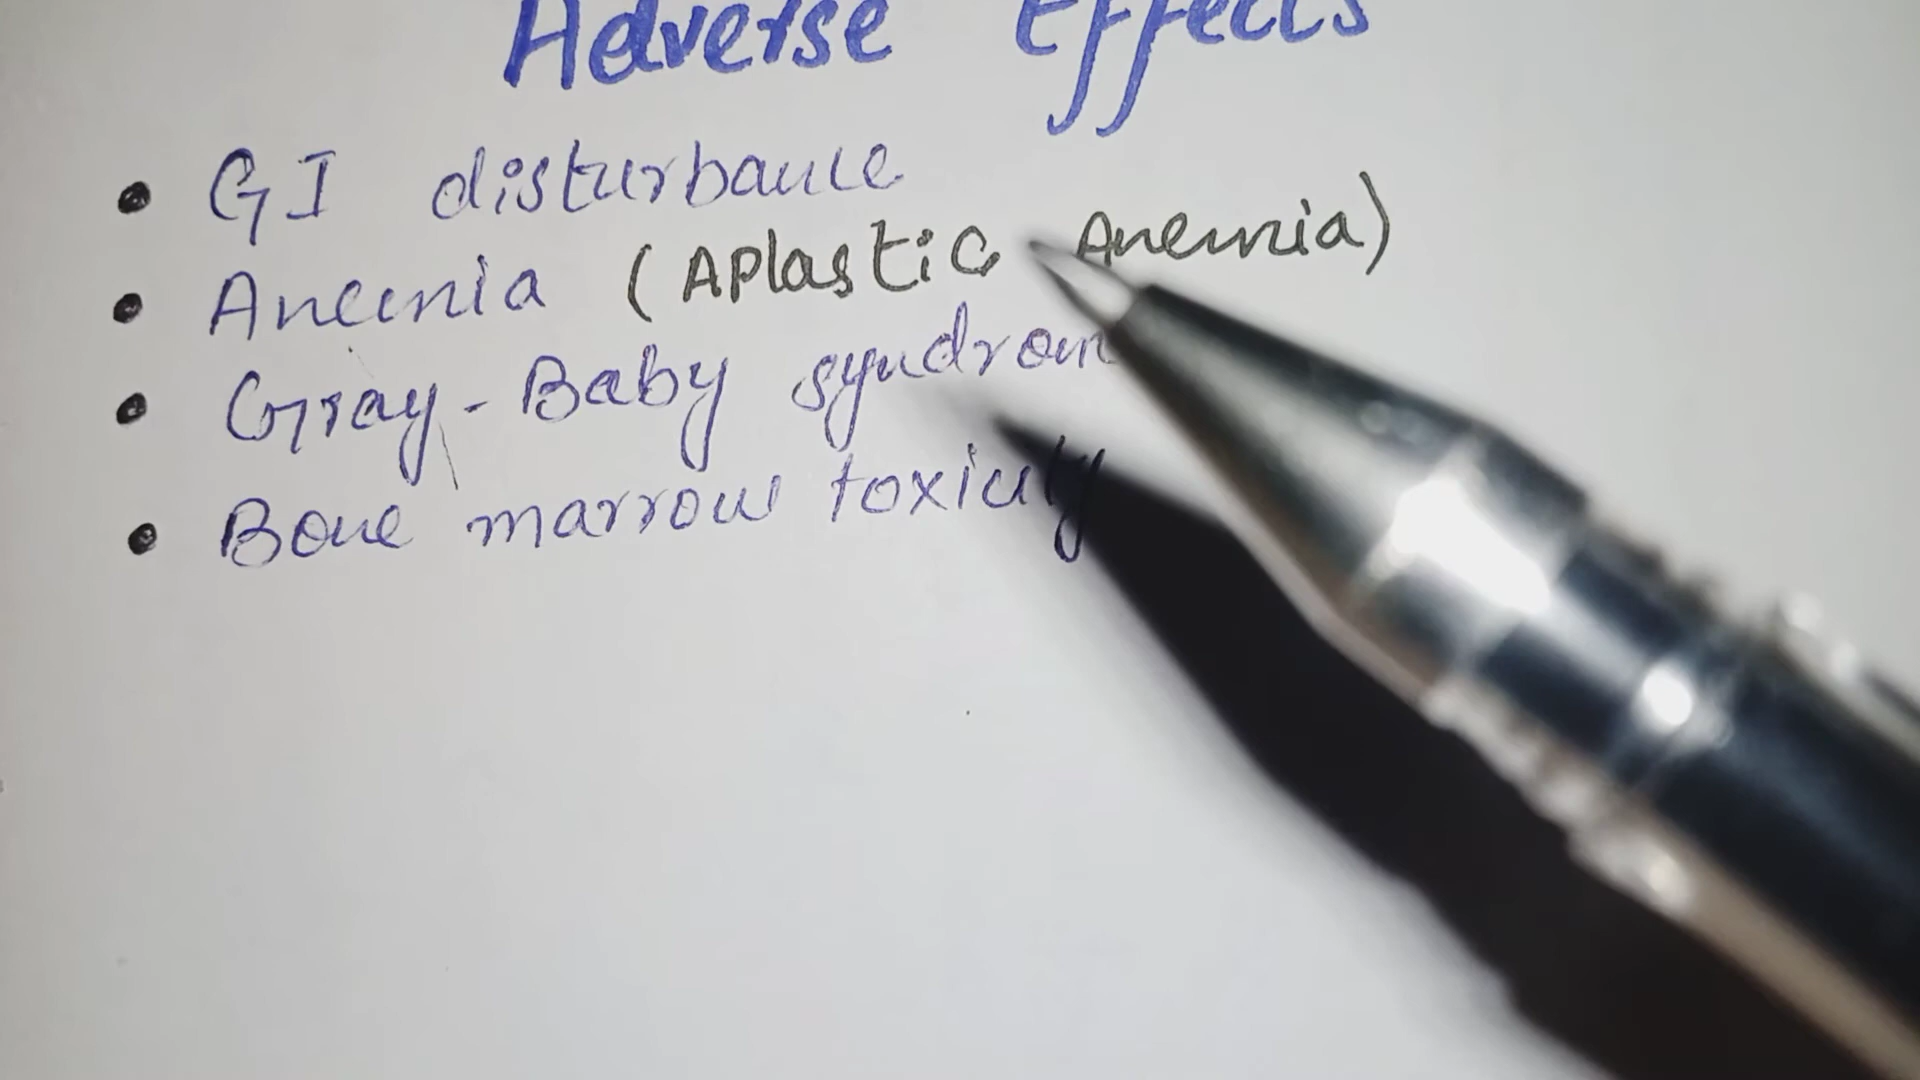 Adverse Effects
• GI disturbance
• Anemia (Aplastic Anemia)
• Gray-Baby syndrom
• Bone marrow toxicity